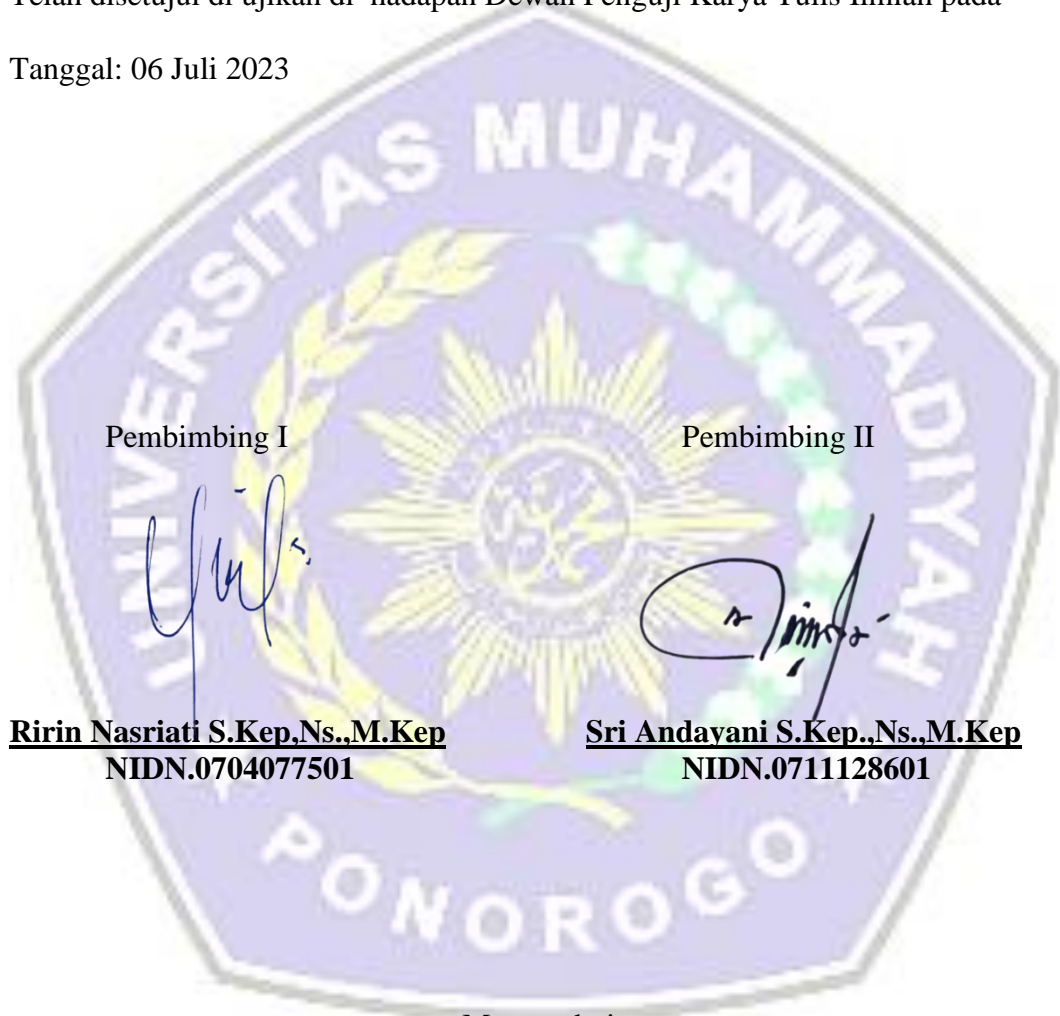 Telah disetujui di ujikan di hadapan Dewan Penguji Karya Tulis Ilmiah pada
Tanggal: 06 Juli 2023
UNIVERSITAS MUHAMMADIYAH
Pembimbing I Pembimbing II
Ririn Nasriati S.Kep,Ns.,M.Kep Sri Andayani S.Kep.,Ns.,M.Kep
NIDN.0704077501 NIDN.0711128601
PONOROGO